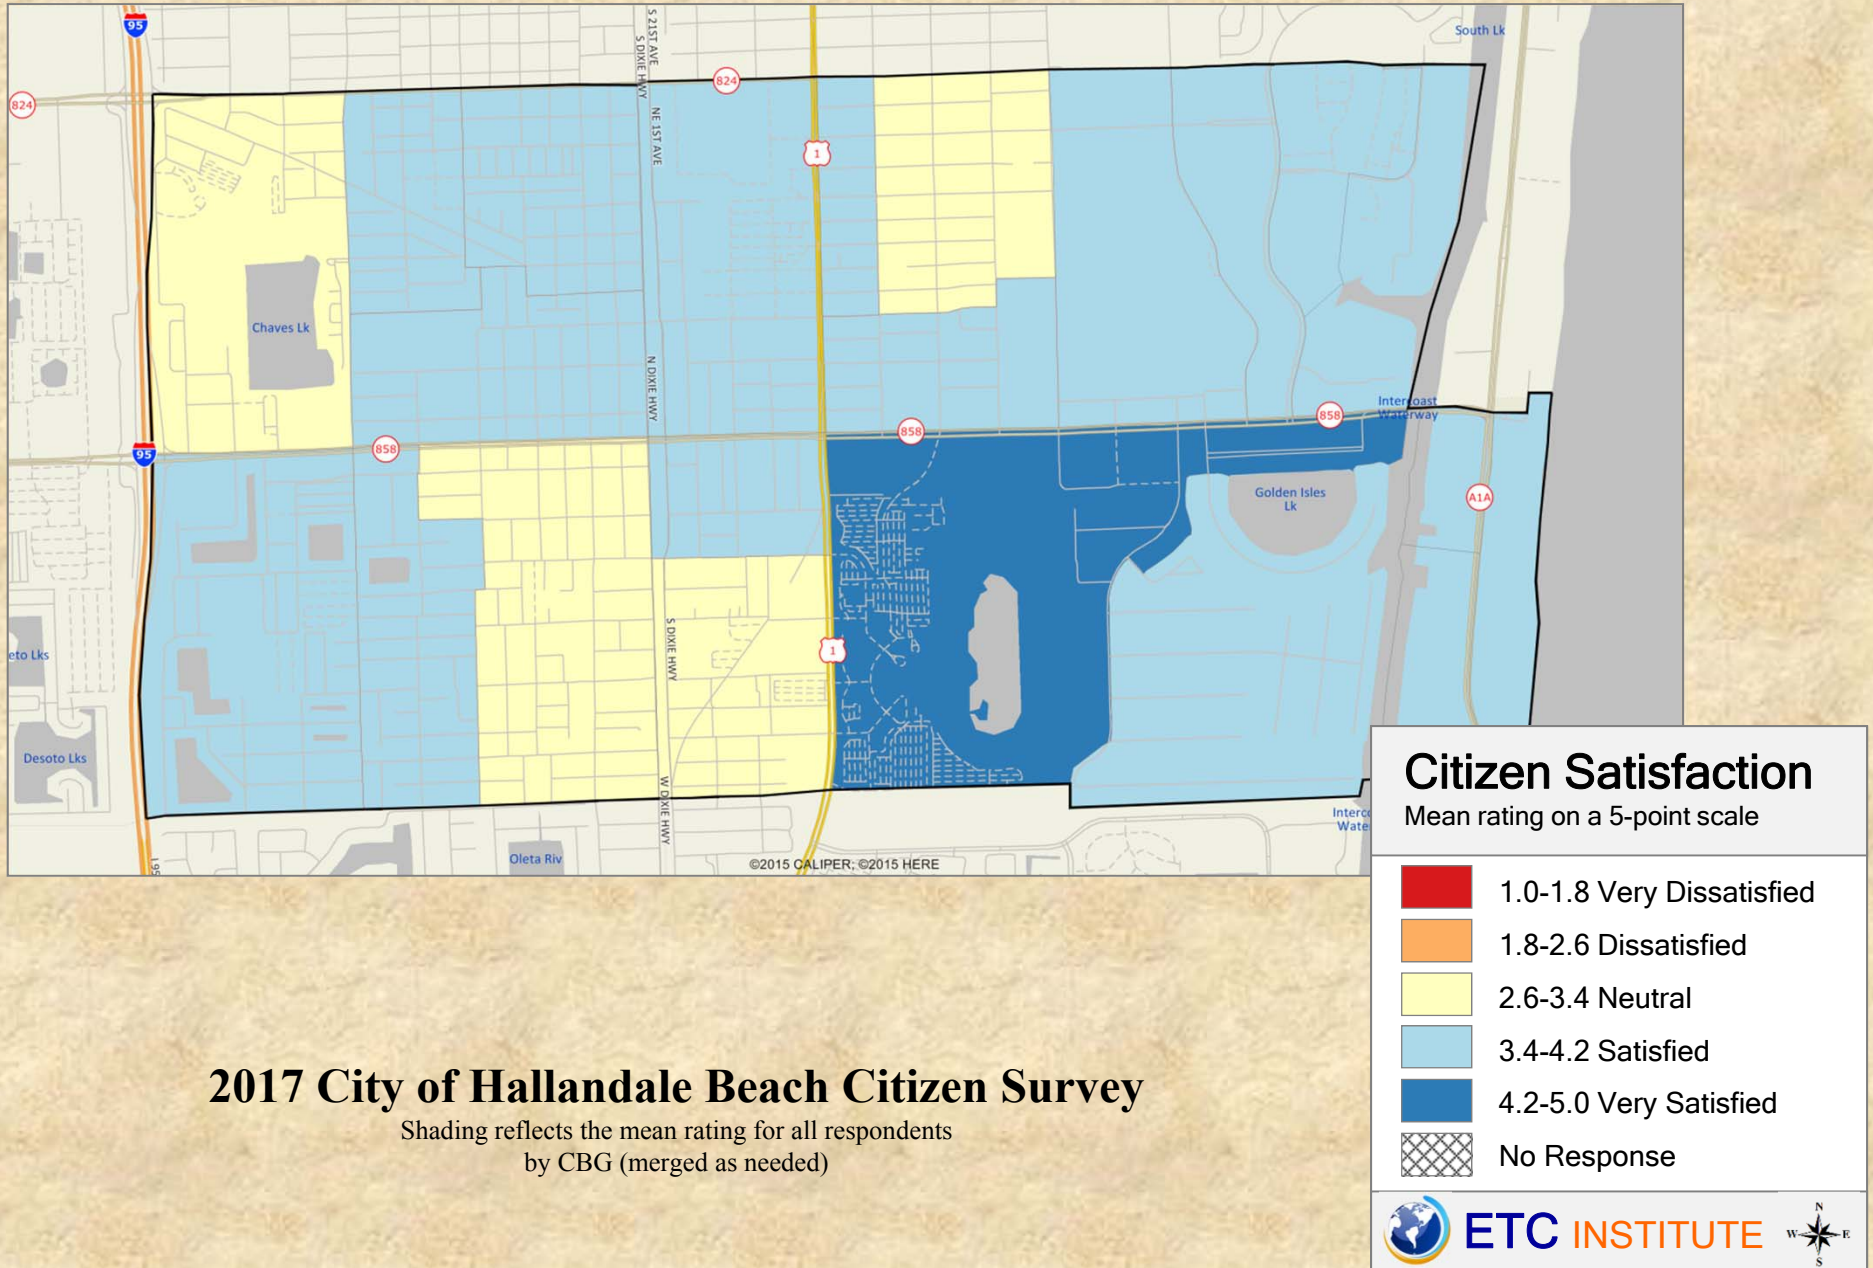 95
S 21ST AVE
S DIXIE HWY
South Lk
824
824
NE 1ST AVE
1
Chaves Lk
N DIXIE HWY
Intercoast
Waterway
858
858
858
95
Golden Isles
Lk
A1A
1
S DIXIE HWY
eto Lks
Desoto Lks
W DIXIE HWY
Interco
Wate
Oleta Riv
I 95
©2015 CALIPER; ©2015 HERE
Citizen Satisfaction
Mean rating on a 5-point scale
1.0-1.8 Very Dissatisfied
1.8-2.6 Dissatisfied
2.6-3.4 Neutral
3.4-4.2 Satisfied
4.2-5.0 Very Satisfied
No Response
2017 City of Hallandale Beach Citizen Survey
Shading reflects the mean rating for all respondents
by CBG (merged as needed)
ETC INSTITUTE
N
W E
S